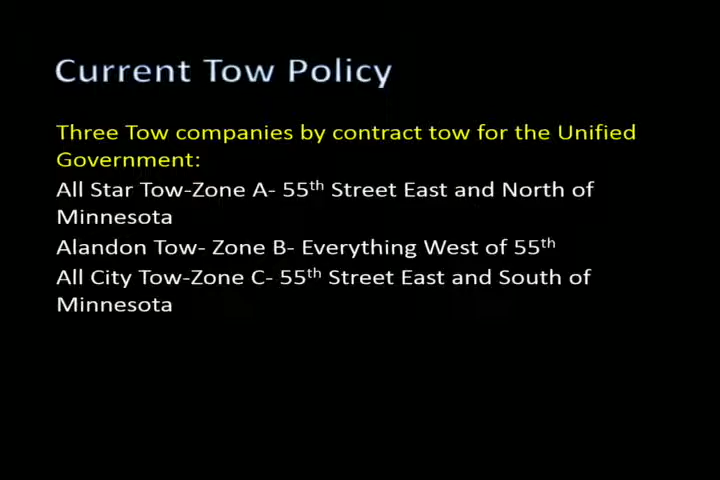 Current Tow Policy
Three Tow companies by contract tow for the Unified
Government:
All Star Tow-Zone A- 55th Street East and North of
Minnesota
Alandon Tow- Zone B- Everything West of 55th
All City Tow-Zone C- 55th Street East and South of
Minnesota